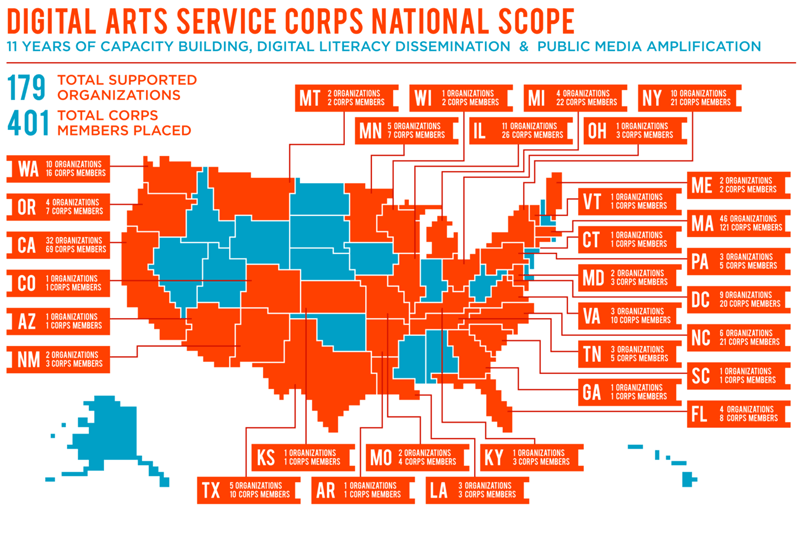 DIGITAL ARTS SERVICE CORPS NATIONAL SCOPE
11 YEARS OF CAPACITY BUILDING, DIGITAL LITERACY DISSEMINATION & PUBLIC MEDIA AMPLIFICATION
179 TOTAL SUPPORTED
ORGANIZATIONS
401 TOTAL CORPS
MEMBERS PLACED
MT 2 ORGANIZATIONS
2 CORPS MEMBERS
WI 1 ORGANIZATIONS
2 CORPS MEMBERS
MI 4 ORGANIZATIONS
22 CORPS MEMBERS
NY 10 ORGANIZATIONS
21 CORPS MEMBERS
MN 5 ORGANIZATIONS
7 CORPS MEMBERS
IL 11 ORGANIZATIONS
26 CORPS MEMBERS
OH 1 ORGANIZATIONS
3 CORPS MEMBERS
WA 10 ORGANIZATIONS
16 CORPS MEMBERS
OR 4 ORGANIZATIONS
7 CORPS MEMBERS
CA 32 ORGANIZATIONS
69 CORPS MEMBERS
CO 1 ORGANIZATIONS
1 CORPS MEMBERS
AZ 1 ORGANIZATIONS
1 CORPS MEMBERS
NM 2 ORGANIZATIONS
3 CORPS MEMBERS
ME 2 ORGANIZATIONS
2 CORPS MEMBERS
VT 1 ORGANIZATIONS
1 CORPS MEMBERS
MA 46 ORGANIZATIONS
121 CORPS MEMBERS
CT 1 ORGANIZATIONS
1 CORPS MEMBERS
PA 3 ORGANIZATIONS
5 CORPS MEMBERS
MD 2 ORGANIZATIONS
3 CORPS MEMBERS
DC 9 ORGANIZATIONS
20 CORPS MEMBERS
VA 3 ORGANIZATIONS
10 CORPS MEMBERS
NC 6 ORGANIZATIONS
21 CORPS MEMBERS
TN 3 ORGANIZATIONS
5 CORPS MEMBERS
SC 1 ORGANIZATIONS
1 CORPS MEMBERS
GA 1 ORGANIZATIONS
1 CORPS MEMBERS
FL 4 ORGANIZATIONS
8 CORPS MEMBERS
KS 1 ORGANIZATIONS
1 CORPS MEMBERS
MO 2 ORGANIZATIONS
4 CORPS MEMBERS
KY 1 ORGANIZATIONS
3 CORPS MEMBERS
TX 5 ORGANIZATIONS
10 CORPS MEMBERS
AR 1 ORGANIZATIONS
1 CORPS MEMBERS
LA 3 ORGANIZATIONS
3 CORPS MEMBERS